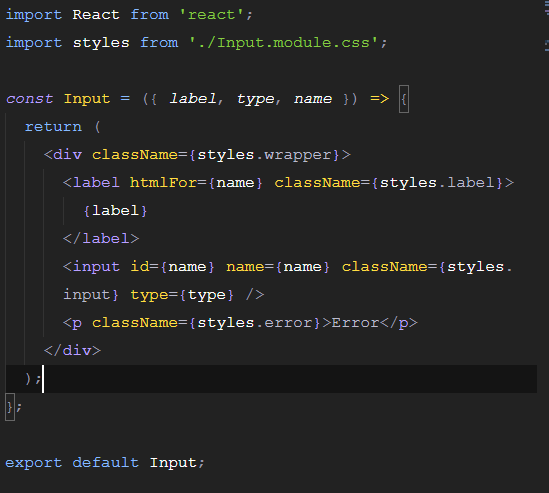 import React from 'react';
import styles from './Input.module.css';
const Input = ({ label, type, name }) => {
return (
<div className={styles.wrapper}>
<label htmlFor={name} className={styles.label}>
{label}
</label>
<input id={name} name={name} className={styles.
input} type={type} />
<p className={styles.error}>Error</p>
</div>
);
};
export default Input;